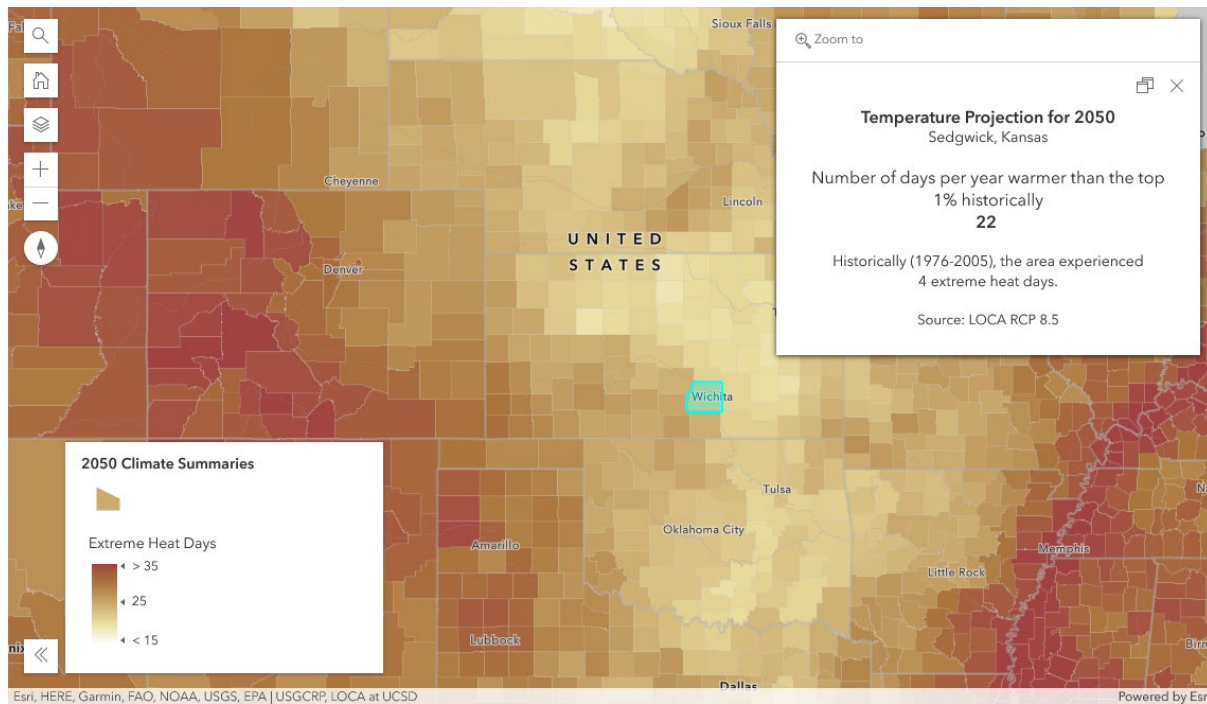 Sioux Falls
Zoom to
Temperature Projection for 2050
Sedgwick, Kansas
Number of days per year warmer than the top
1% historically
22
Historically (1976-2005), the area experienced
4 extreme heat days.
Source: LOCA RCP 8.5
Cheyenne
Lincoln
UNITED
STATES
Denver
Wichita
2050 Climate Summaries
Extreme Heat Days
> 35
25
< 15
Tulsa
Oklahoma City
Amarillo
Memphis
Little Rock
Lubbock
Dallas
Esri, HERE, Garmin, FAO, NOAA, USGS, EPA | USGCRP, LOCA at UCSD
Powered by Esr